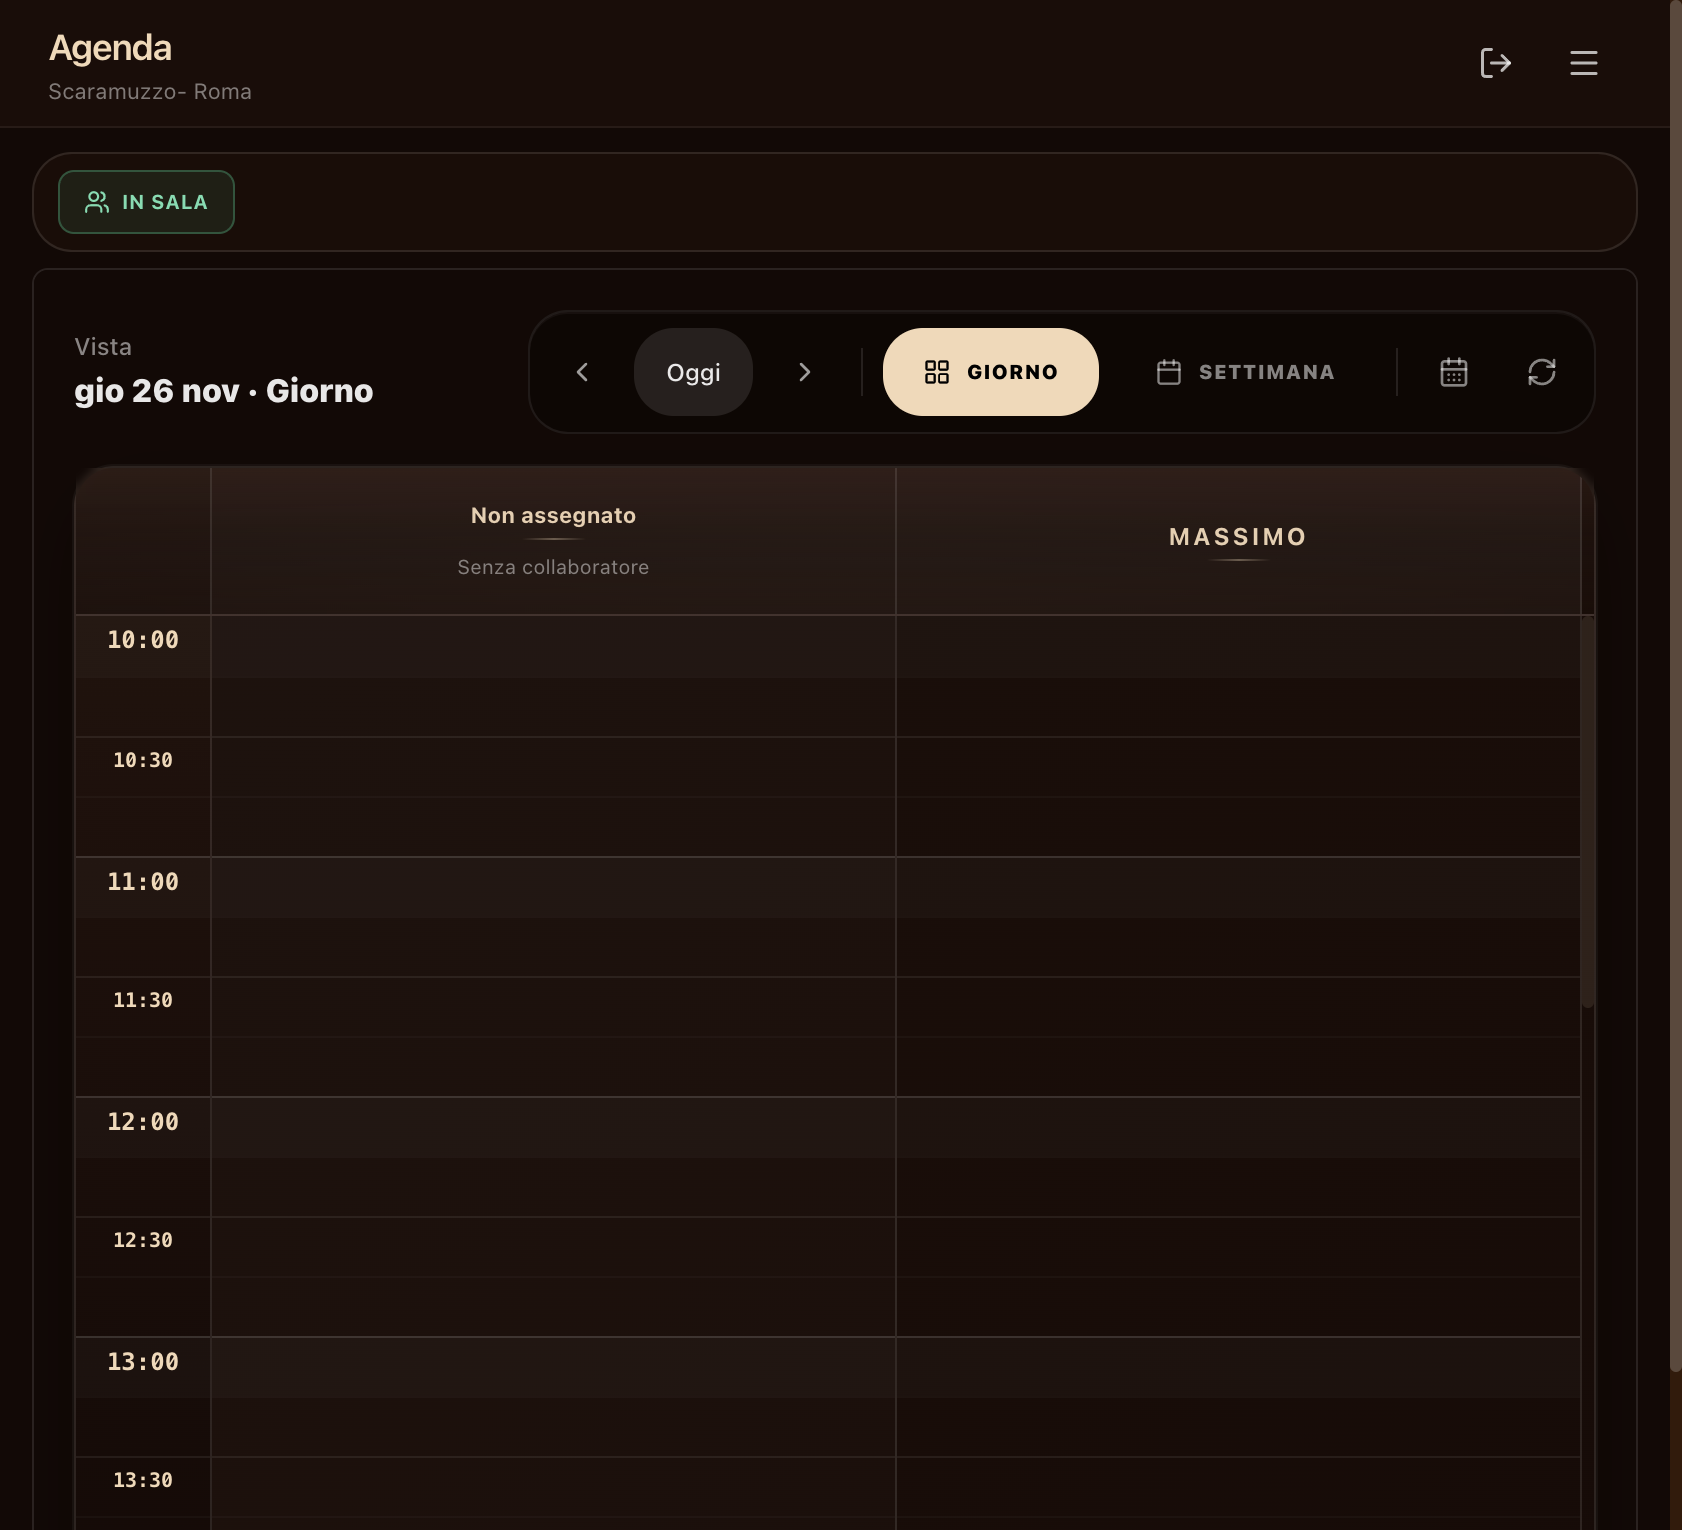 Agenda
Scaramuzzo- Roma
IN SALA
Vista
gio 26 nov · Giorno
Oggi
GIORNO
SETTIMANA
Non assegnato
Senza collaboratore
MASSIMO
10:00
10:30
11:00
11:30
12:00
12:30
13:00
13:30